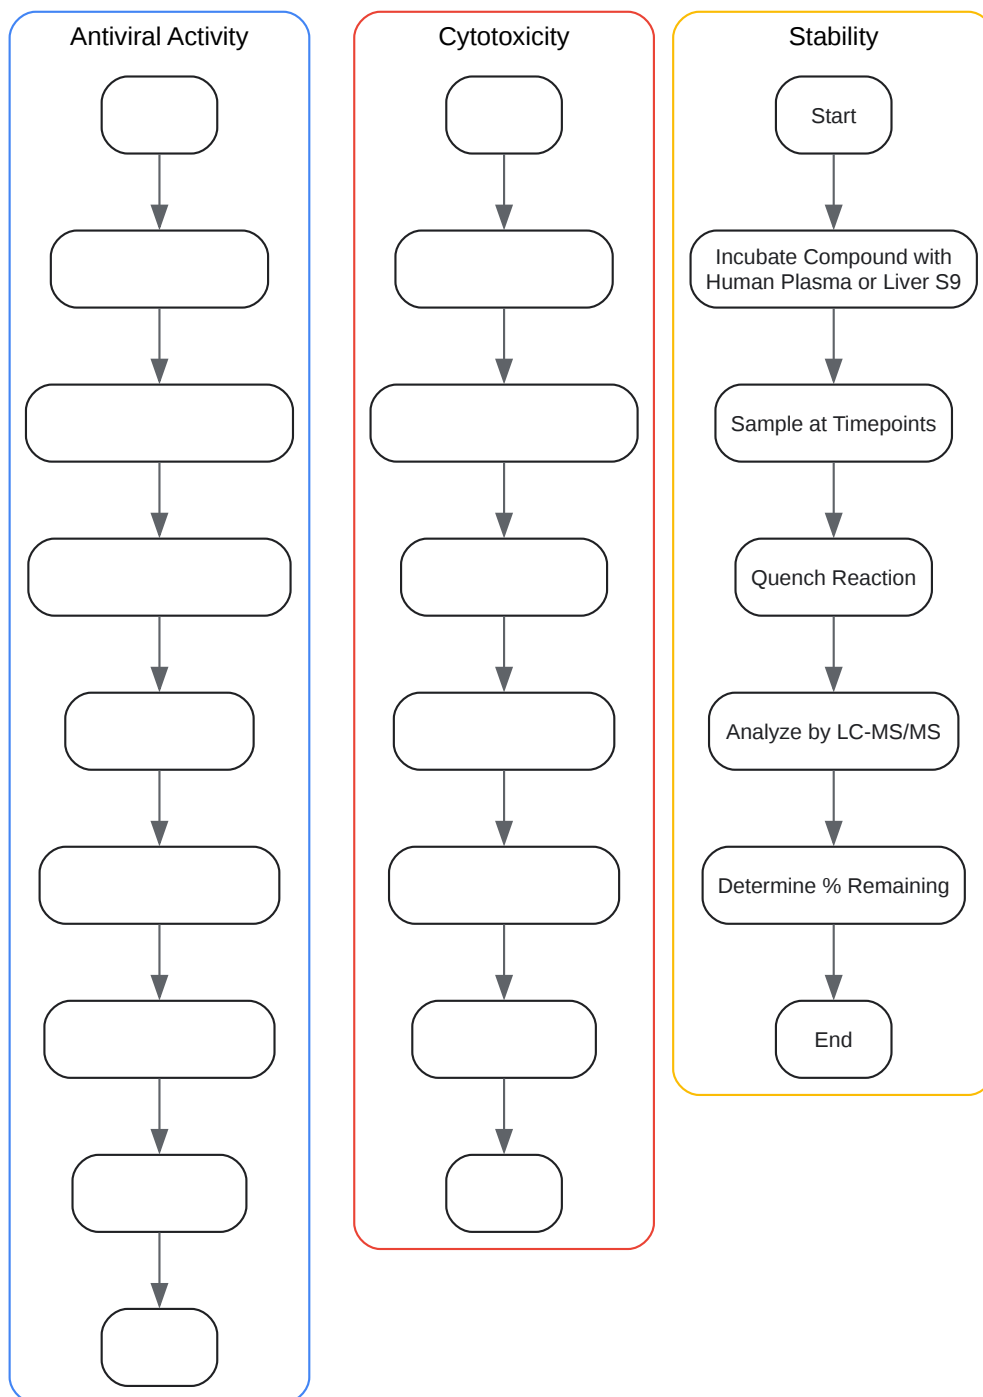 Antiviral Activity
Cytotoxicity
Stability
Start
Incubate Compound with
Human Plasma or Liver S9
Sample at Timepoints
Quench Reaction
Analyze by LC-MS/MS
Determine % Remaining
End